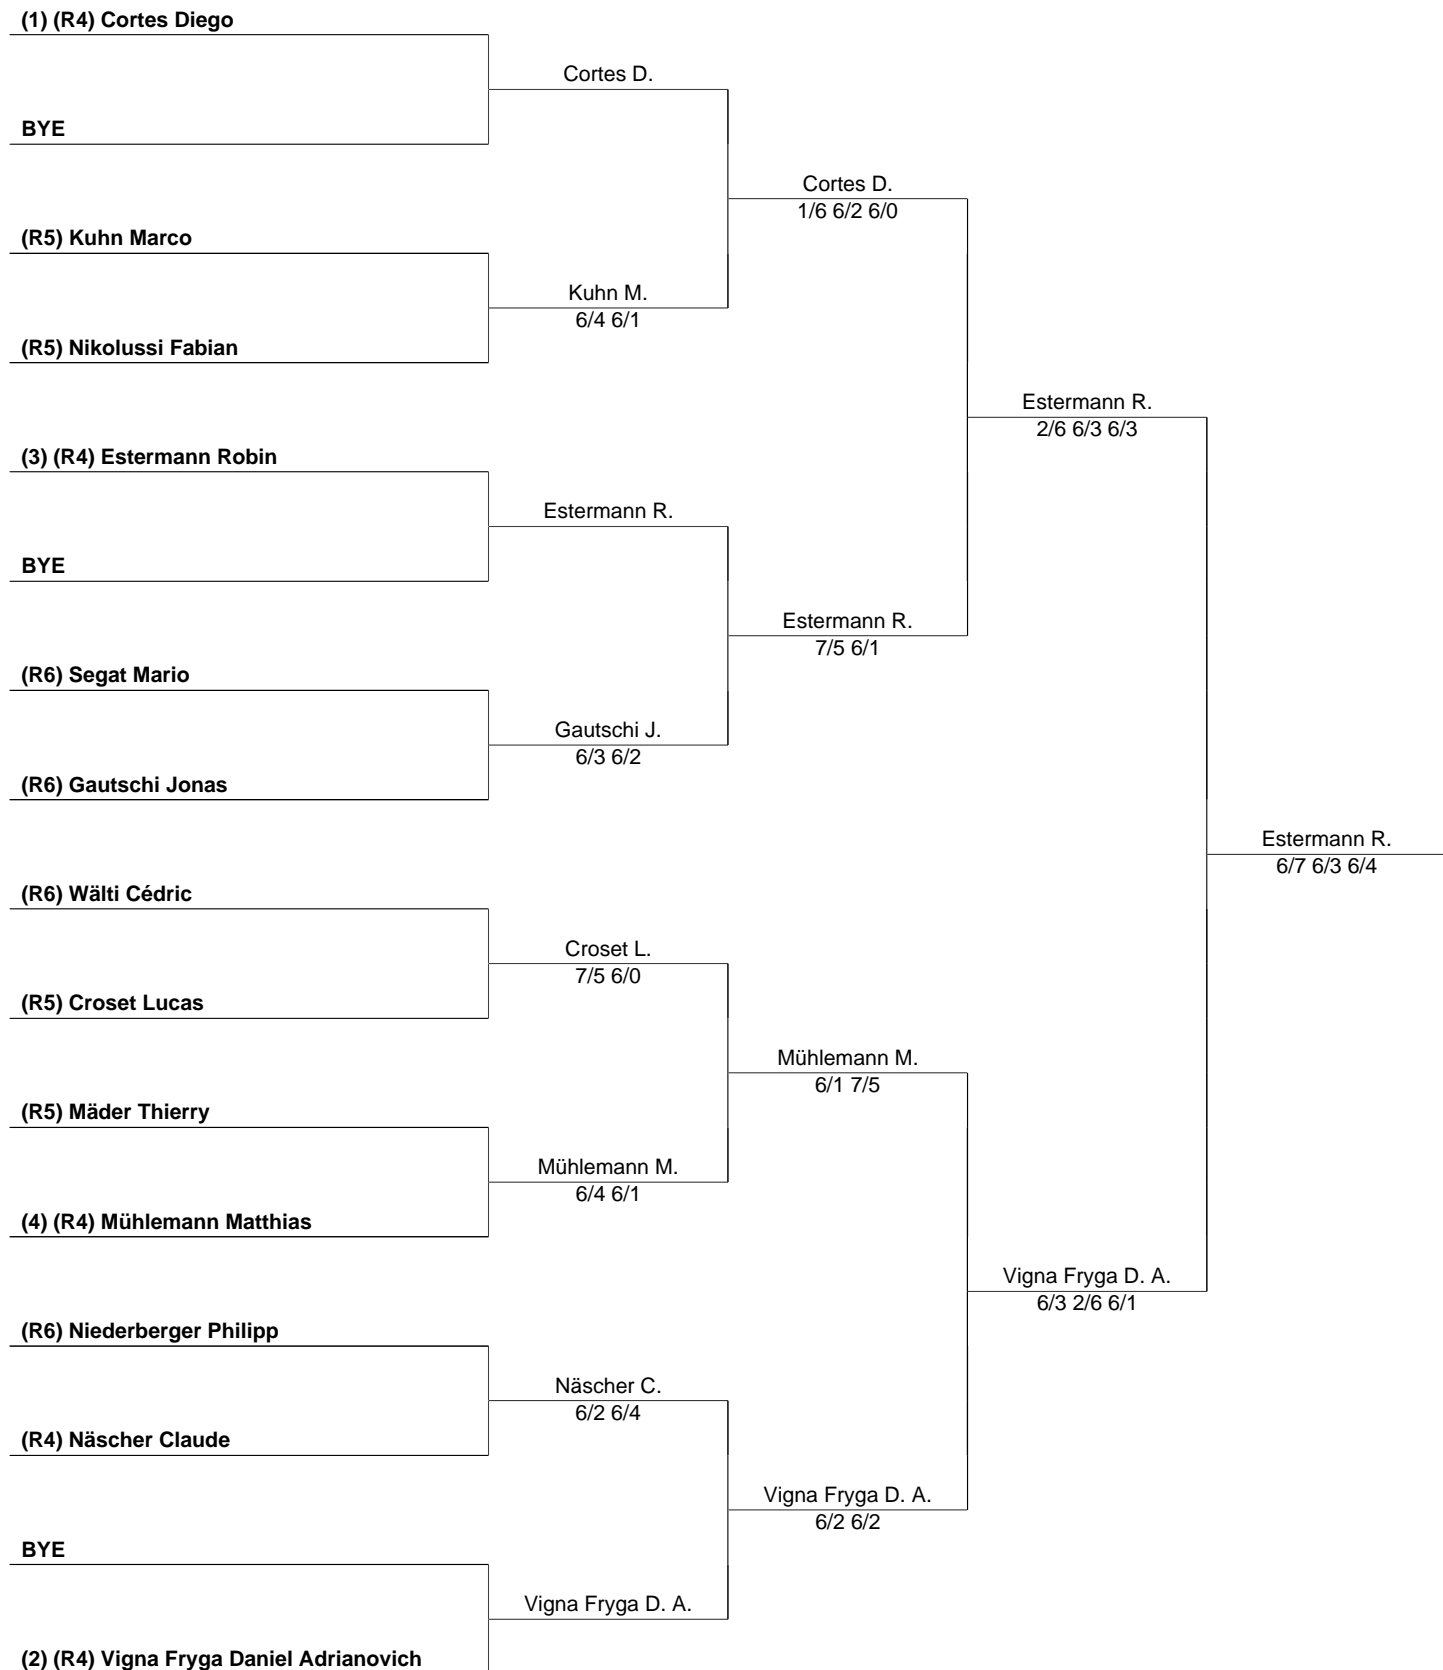 (1) (R4) Cortes Diego
Cortes D.
BYE
Cortes D.
1/6 6/2 6/0
(R5) Kuhn Marco
Kuhn M.
6/4 6/1
(R5) Nikolussi Fabian
Estermann R.
2/6 6/3 6/3
(3) (R4) Estermann Robin
Estermann R.
BYE
Estermann R.
7/5 6/1
(R6) Segat Mario
Gautschi J.
6/3 6/2
(R6) Gautschi Jonas
Estermann R.
6/7 6/3 6/4
(R6) Wälti Cédric
Croset L.
7/5 6/0
(R5) Croset Lucas
Mühlemann M.
6/1 7/5
(R5) Mäder Thierry
Mühlemann M.
6/4 6/1
(4) (R4) Mühlemann Matthias
Vigna Fryga D. A.
6/3 2/6 6/1
(R6) Niederberger Philipp
Näscher C.
6/2 6/4
(R4) Näscher Claude
Vigna Fryga D. A.
6/2 6/2
BYE
Vigna Fryga D. A.
(2) (R4) Vigna Fryga Daniel Adrianovich